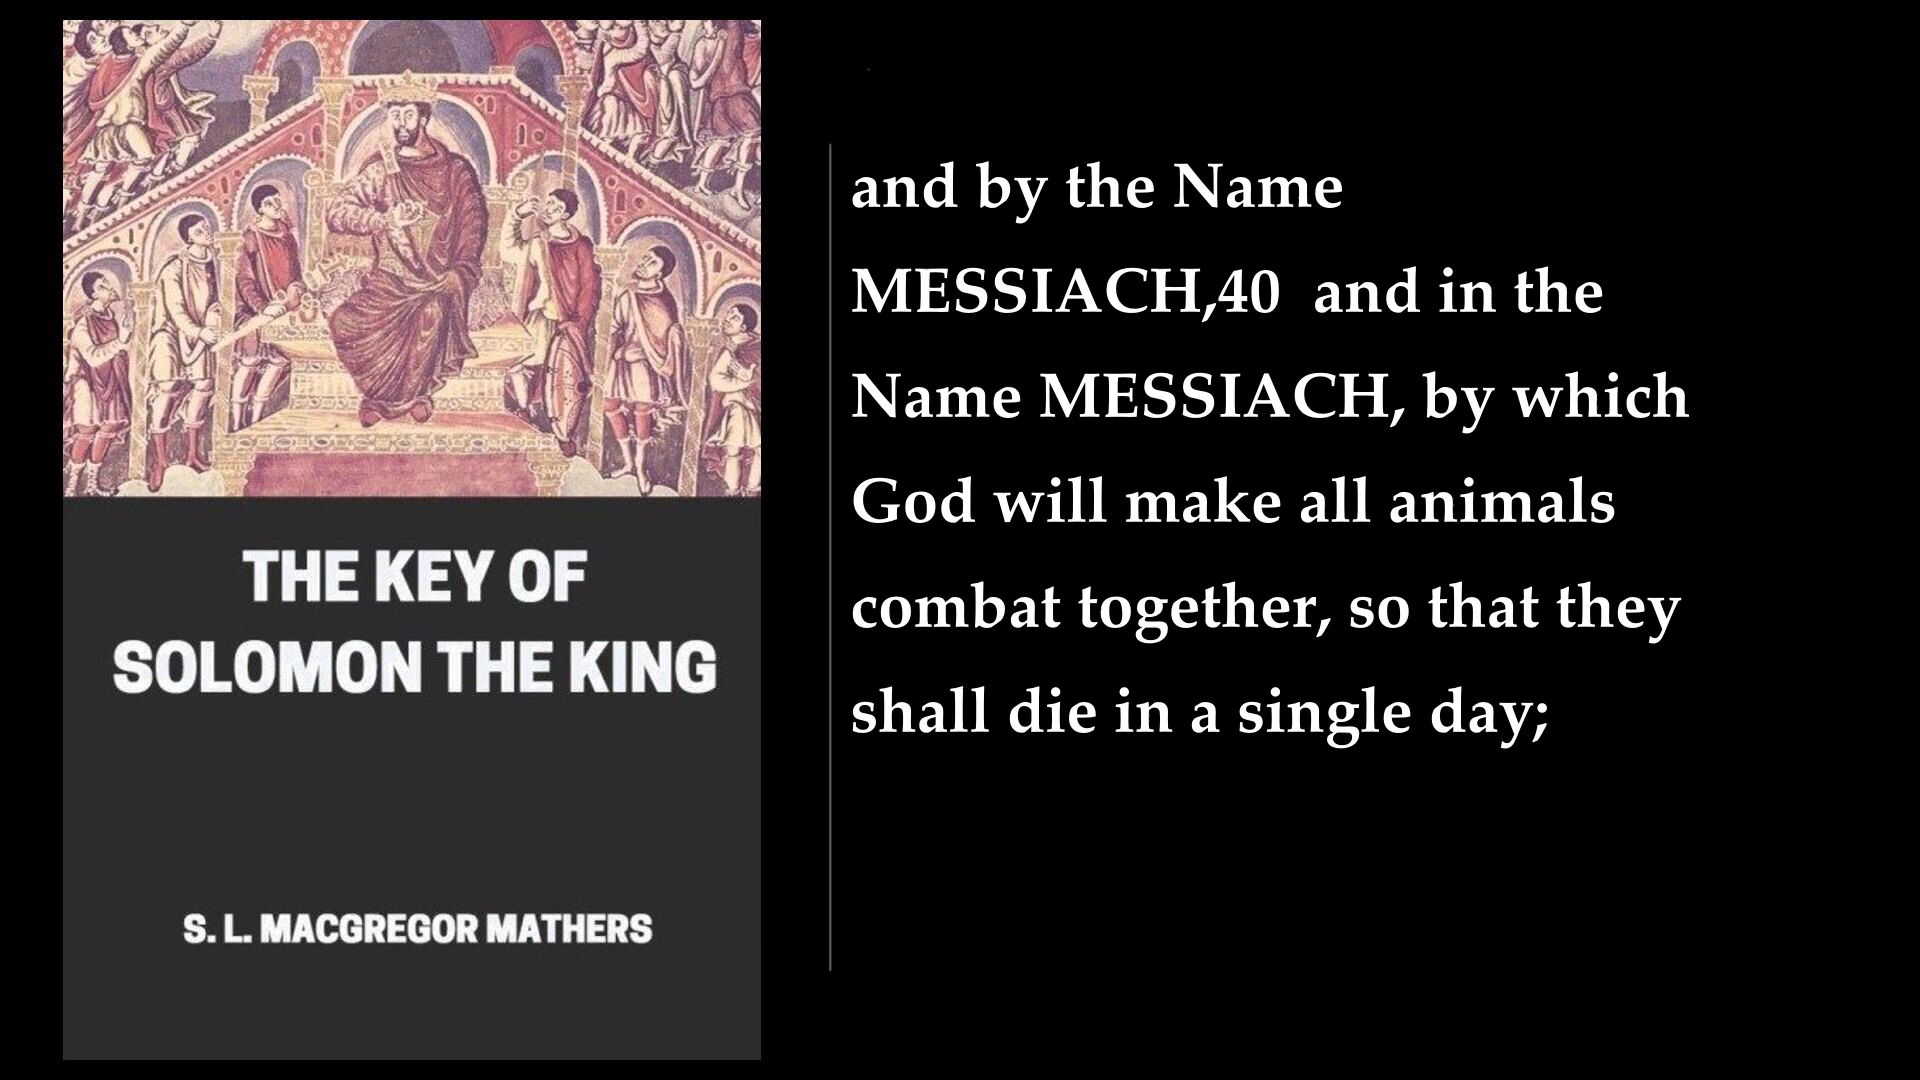 THE KEY OF
SOLOMON THE KING
S. L. MACGREGOR MATHERS
and by the Name
MESSIACH,40 and in the
Name MESSIACH, by which
God will make all animals
combat together, so that they
shall die in a single day;